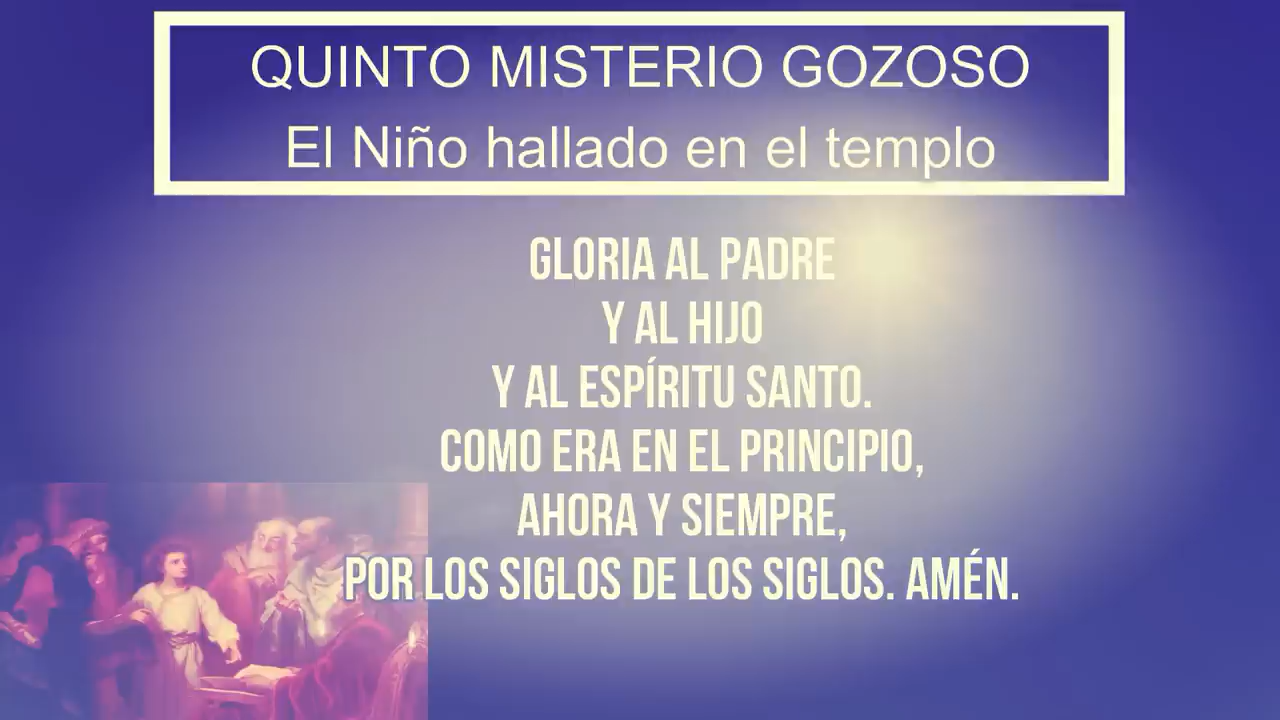 QUINTO MISTERIO GOZOSO
El Niño hallado en el templo
GLORIA AL PADRE
Y AL HIJO
Y AL ESPÍRITU SANTO.
COMO ERA EN EL PRINCIPIO,
AHORA Y SIEMPRE,
POR LOS SIGLOS DE LOS SIGLOS. AMÉN.